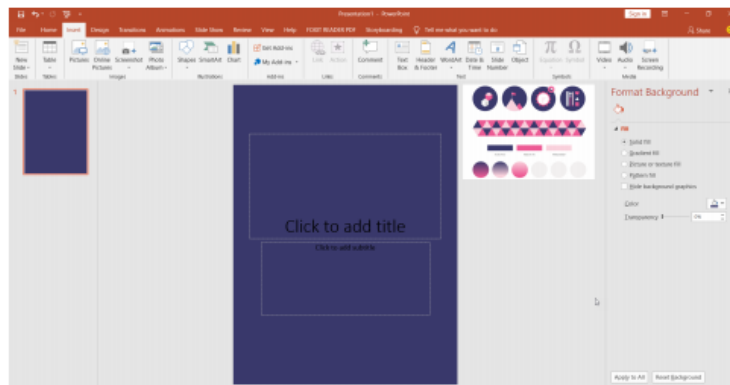 Presentation1 - PowerPoint
Sign in
File Home Insert Design Transitions Animations Slide Show Review View Help FOXIT READER PDF Storyboarding Tell me what you want to do
Share
New Slide
Table
Pictures
Online Pictures
Screenshot
Photo Album
Shapes
SmartArt
Chart
Get Add-ins
My Add-ins
Link
Action
Comment
Text Box
Header & Footer
WordArt
Date & Time
Slide Number
Object
Equation
Symbol
Video
Audio
Screen Recording
Slides Tables Images Illustrations Add-ins Links Comments Text Symbols Media
1
Click to add title
Click to add subtitle
Format Background
Fill
Solid fill
Gradient fill
Picture or texture fill
Pattern fill
Hide background graphics
Color
Transparency
0%
Apply to All
Reset Background